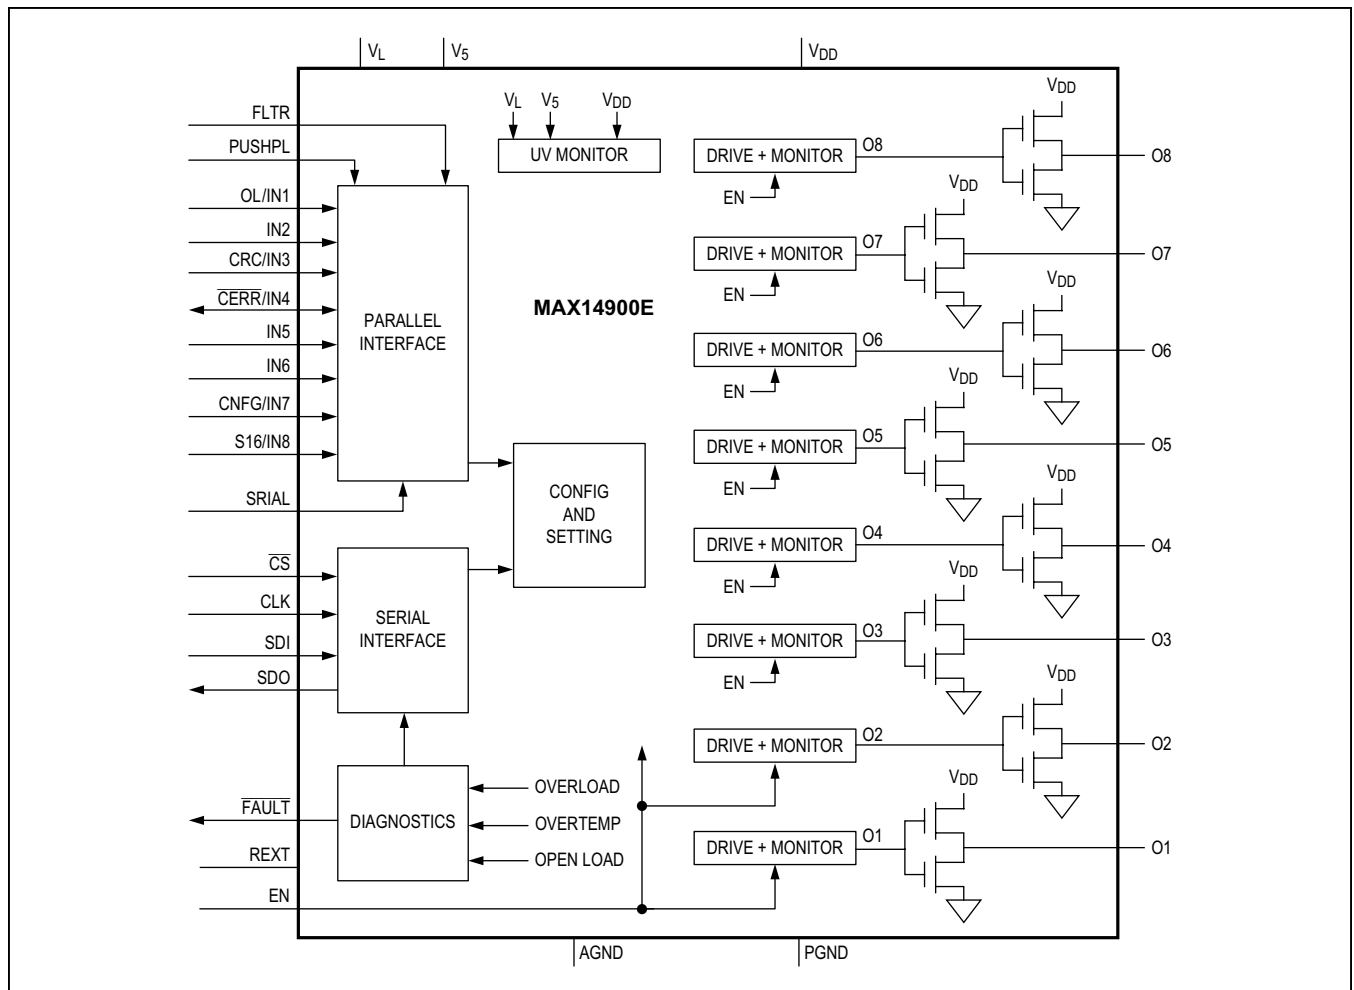 VL
V5
VDD
FLTR
PUSHPL
OL/IN1
IN2
CRC/IN3
C̅E̅R̅R̅/IN4
IN5
IN6
CNFG/IN7
S16/IN8
SRIAL
C̅S̅
CLK
SDI
SDO
F̅A̅U̅L̅T̅
REXT
EN
PARALLEL
INTERFACE
SERIAL
INTERFACE
DIAGNOSTICS
OVERLOAD
OVERTEMP
OPEN LOAD
VL
V5
VDD
UV MONITOR
MAX14900E
CONFIG
AND
SETTING
DRIVE + MONITOR
O8
EN
VDD
O8
DRIVE + MONITOR
O7
EN
VDD
O7
DRIVE + MONITOR
O6
EN
VDD
O6
DRIVE + MONITOR
O5
EN
VDD
O5
DRIVE + MONITOR
O4
EN
VDD
O4
DRIVE + MONITOR
O3
EN
VDD
O3
DRIVE + MONITOR
O2
VDD
O2
DRIVE + MONITOR
O1
VDD
O1
AGND
PGND